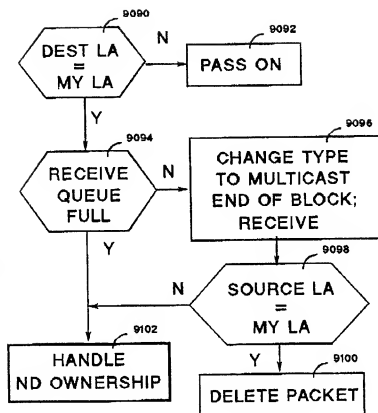 9090
DEST LA
=
MY LA
N
9092
PASS ON
Y
9094
RECEIVE
QUEUE
FULL
N
9096
CHANGE TYPE
TO MULTICAST
END OF BLOCK;
RECEIVE
Y
9098
SOURCE LA
=
MY LA
N
9102
HANDLE
ND OWNERSHIP
Y
9100
DELETE PACKET